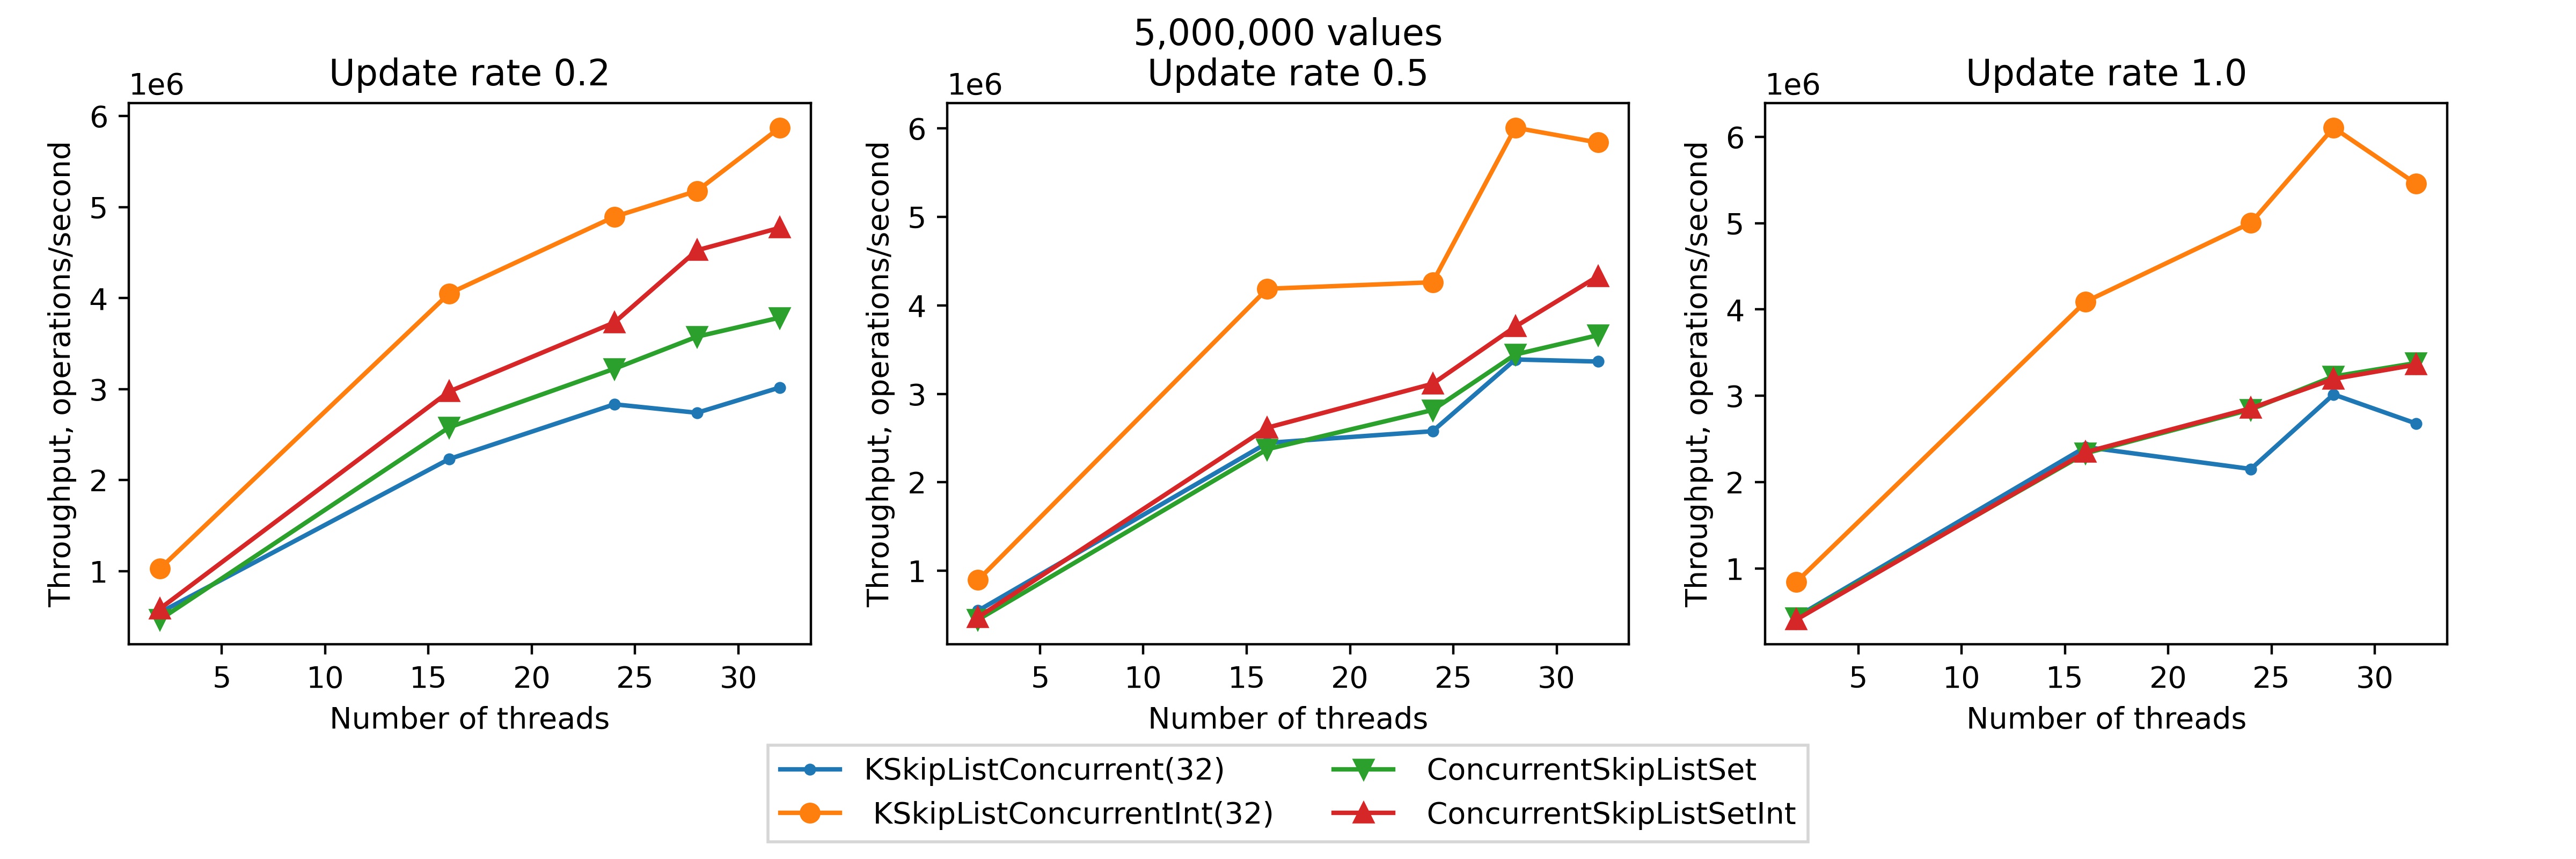 5,000,000 values
Update rate 0.2
1e6
6
5
4
3
2
1
Throughput, operations/second
5 10 15 20 25 30
Number of threads
Update rate 0.5
1e6
6
5
4
3
2
1
Throughput, operations/second
5 10 15 20 25 30
Number of threads
Update rate 1.0
1e6
6
5
4
3
2
1
Throughput, operations/second
5 10 15 20 25 30
Number of threads
KSkipListConcurrent(32)
KSkipListConcurrentInt(32)
ConcurrentSkipListSet
ConcurrentSkipListSetInt